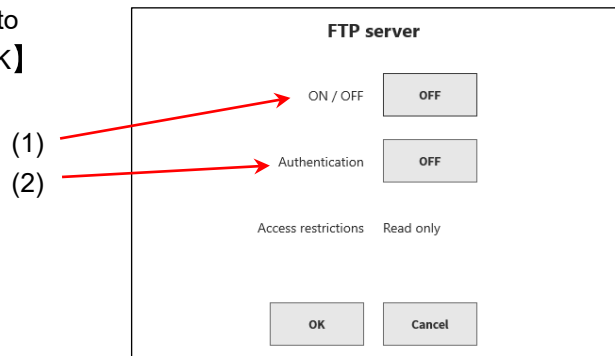 to
K】
(1)
(2)
FTP server
ON / OFF OFF
Authentication OFF
Access restrictions Read only
OK Cancel